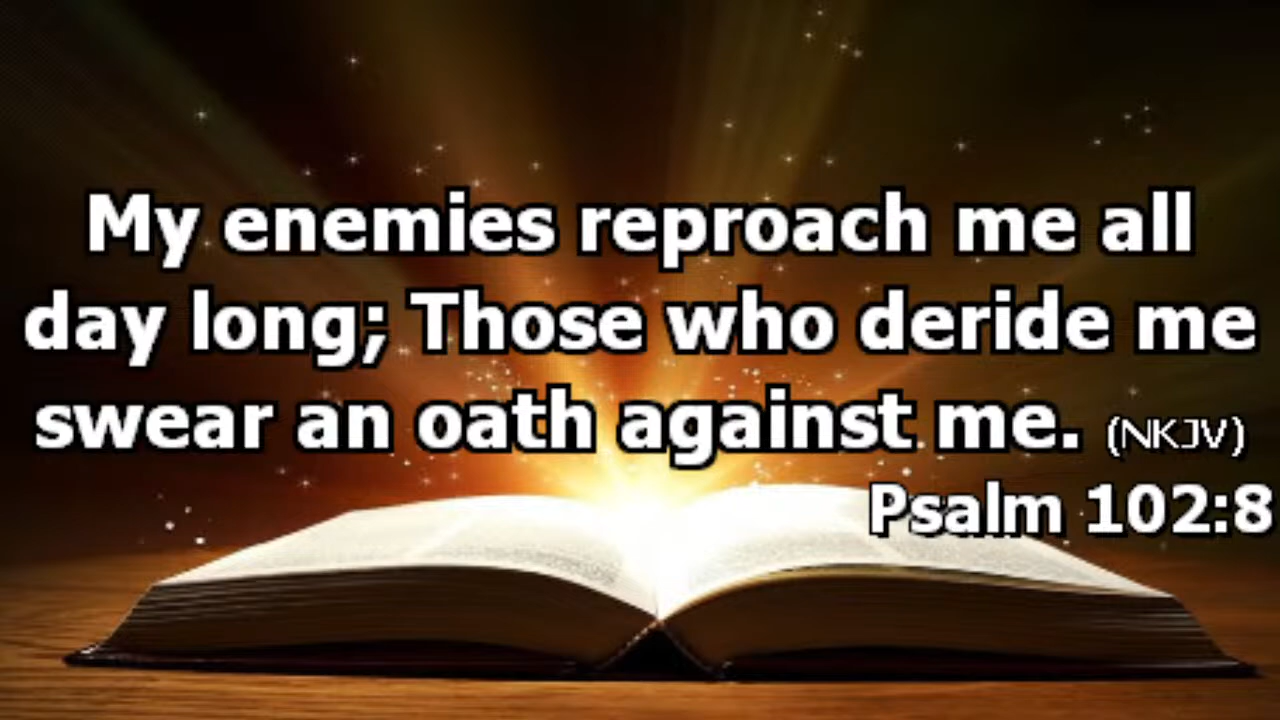 My enemies reproach me all
day long; Those who deride me
swear an oath against me. (NKJV)
Psalm 102:8